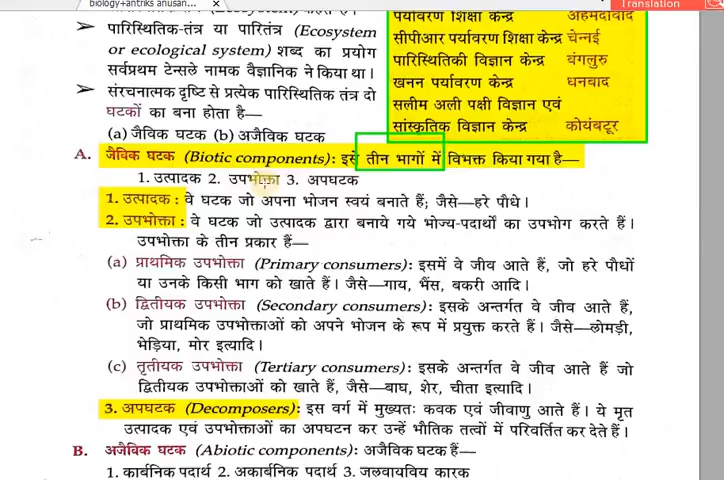 biology+antriks anusan...
Translation
पर्यावरण शिक्षा केन्द्र अहमदाबाद
सीपीआर पर्यावरण शिक्षा केन्द्र चेन्नई
पारिस्थितिकी विज्ञान केन्द्र बंगलुरु
खनन पर्यावरण केन्द्र धनबाद
सलीम अली पक्षी विज्ञान एवं
सांस्कृतिक विज्ञान केन्द्र कोयंबटूर
➤ पारिस्थितिक-तंत्र या पारितंत्र (Ecosystem
or ecological system) शब्द का प्रयोग
सर्वप्रथम टेन्सले नामक वैज्ञानिक ने किया था।
➤ संरचनात्मक दृष्टि से प्रत्येक पारिस्थितिक तंत्र दो
घटकों का बना होता है—
(a) जैविक घटक (b) अजैविक घटक
A. जैविक घटक (Biotic components): इसे तीन भागों में विभक्त किया गया है—
1. उत्पादक 2. उपभोक्ता 3. अपघटक
1. उत्पादक : वे घटक जो अपना भोजन स्वयं बनाते हैं; जैसे—हरे पौधे।
2. उपभोक्ता : वे घटक जो उत्पादक द्वारा बनाये गये भोज्य-पदार्थों का उपभोग करते हैं।
उपभोक्ता के तीन प्रकार हैं—
(a) प्राथमिक उपभोक्ता (Primary consumers): इसमें वे जीव आते हैं, जो हरे पौधों
या उनके किसी भाग को खाते हैं। जैसे—गाय, भैंस, बकरी आदि।
(b) द्वितीयक उपभोक्ता (Secondary consumers): इसके अन्तर्गत वे जीव आते हैं,
जो प्राथमिक उपभोक्ताओं को अपने भोजन के रूप में प्रयुक्त करते हैं। जैसे—लोमड़ी,
भेड़िया, मोर इत्यादि।
(c) तृतीयक उपभोक्ता (Tertiary consumers): इसके अन्तर्गत वे जीव आते हैं जो
द्वितीयक उपभोक्ताओं को खाते हैं, जैसे—बाघ, शेर, चीता इत्यादि।
3. अपघटक (Decomposers): इस वर्ग में मुख्यतः कवक एवं जीवाणु आते हैं। ये मृत
उत्पादक एवं उपभोक्ताओं का अपघटन कर उन्हें भौतिक तत्वों में परिवर्तित कर देते हैं।
B. अजैविक घटक (Abiotic components): अजैविक घटक हैं—
1. कार्बनिक पदार्थ 2. अकार्बनिक पदार्थ 3. जलवायविय कारक